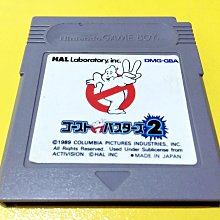 Nintendo GAME BOY
HAL Laboratory, inc. DMG-GBA
ゴーストバスターズ2
©1989 COLUMBIA PICTURES INDUSTRIES, INC.
All Rights Reserved. Used Under Sublicense from
ACTIVISION ©HAL INC ●MADE IN JAPAN